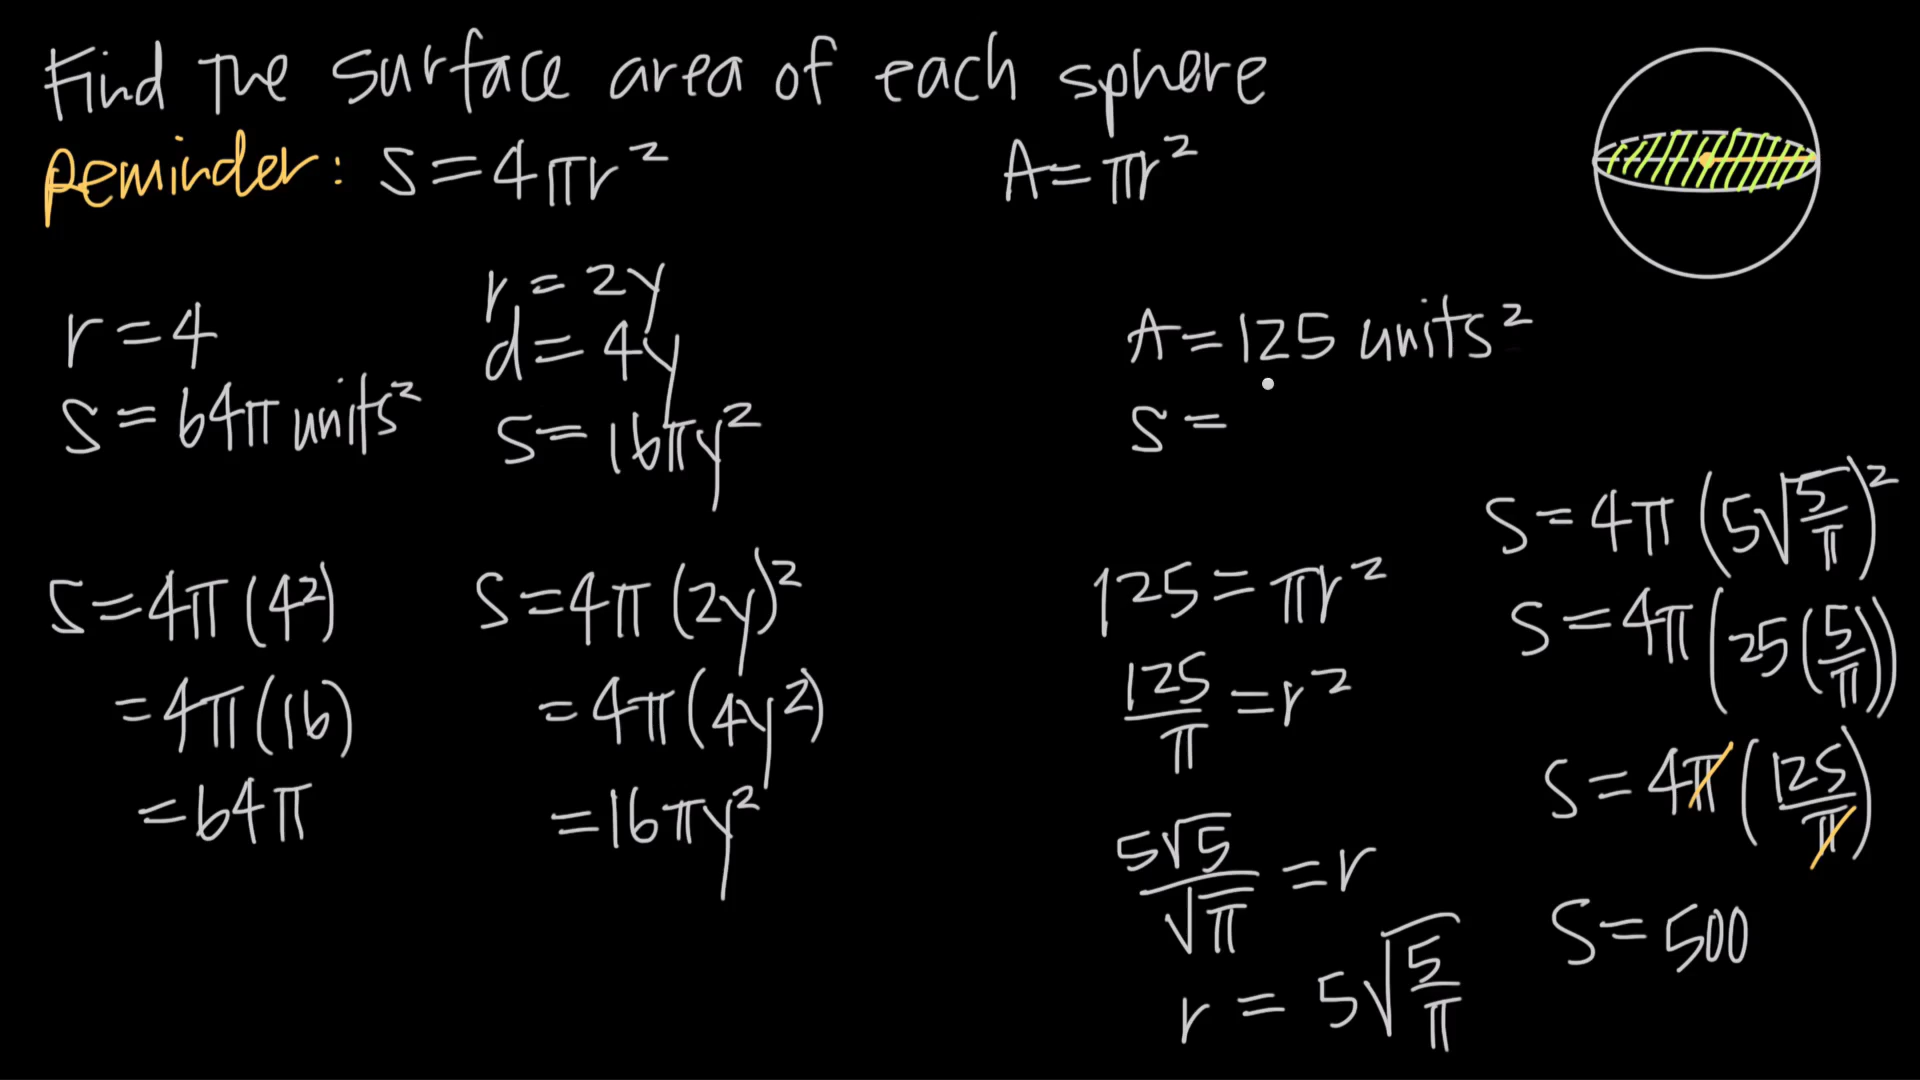 Find the surface area of each sphere
Reminder: S=4πr²
A=πr²
r=4
S=64π units²
r=2y
d=4y
S=16πy²
A=125 units²
S=
S=4π(4²)
=4π(16)
=64π
S=4π(2y)²
=4π(4y²)
=16πy²
125=πr²
125/π=r²
5√5/√π=r
r=5√(5/π)
S=4π(5√(5/π))²
S=4π(25(5/π))
S=4π(125/π)
S=500